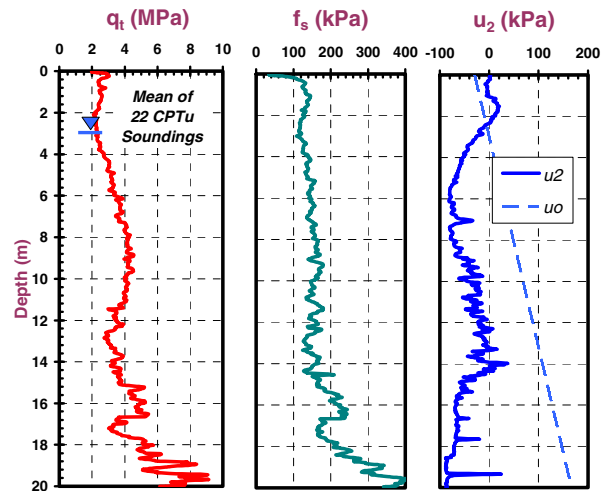 qt (MPa)
0 2 4 6 8 10
fs (kPa)
0 100 200 300 400
u2 (kPa)
-100 0 100 200
Depth (m)
0
2
4
6
8
10
12
14
16
18
20
Mean of
22 CPTu
Soundings
u2
uo